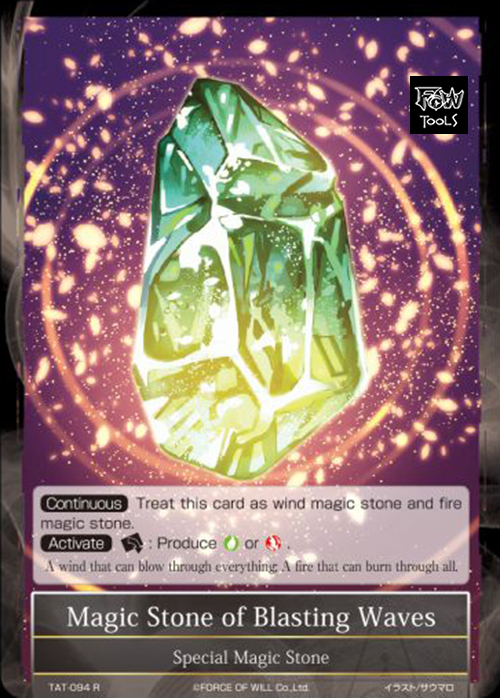 FOW
TOOLS
Continuous Treat this card as wind magic stone and fire
magic stone.
Activate : Produce or .
A wind that can blow through everything. A fire that can burn through all.
Magic Stone of Blasting Waves
Special Magic Stone
TAT-094 R ©FORCE OF WILL Co.,Ltd. イラスト/サウマロ